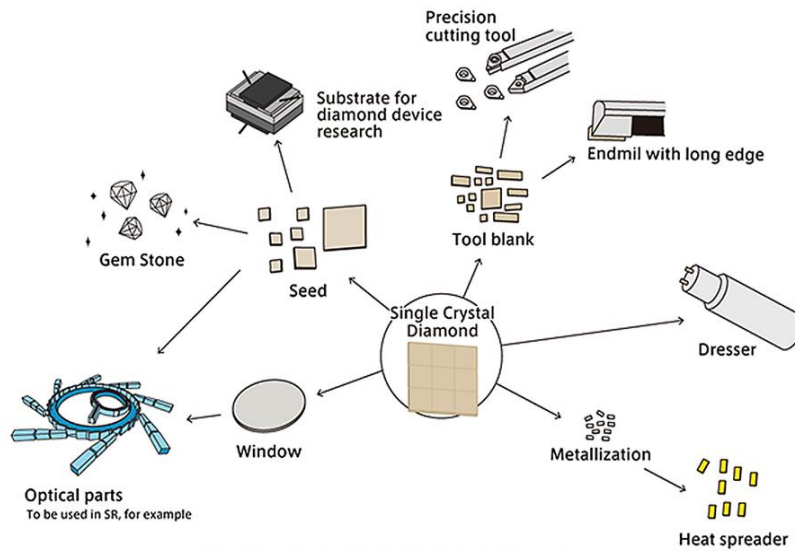 Precision
cutting tool
Substrate for
diamond device
research
Endmil with long edge
Gem Stone
Tool blank
Seed
Single Crystal
Diamond
Dresser
Window
Metallization
Optical parts
To be used in SR, for example
Heat spreader